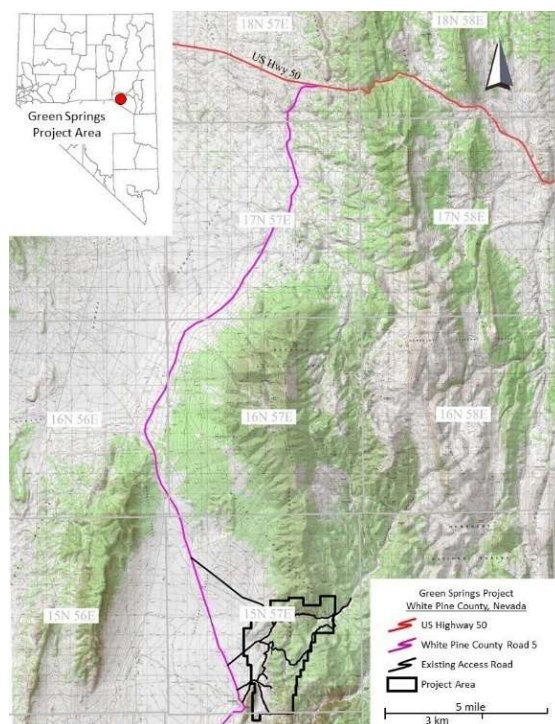 18N 57E
18N 58E
US Hwy 50
Green Springs
Project Area
17N 57E
17N 58E
16N 56E
16N 57E
16N 58E
15N 56E
15N 57E
Green Springs Project
White Pine County, Nevada
US Highway 50
White Pine County Road 5
Existing Access Road
Project Area
5 mile
3 km